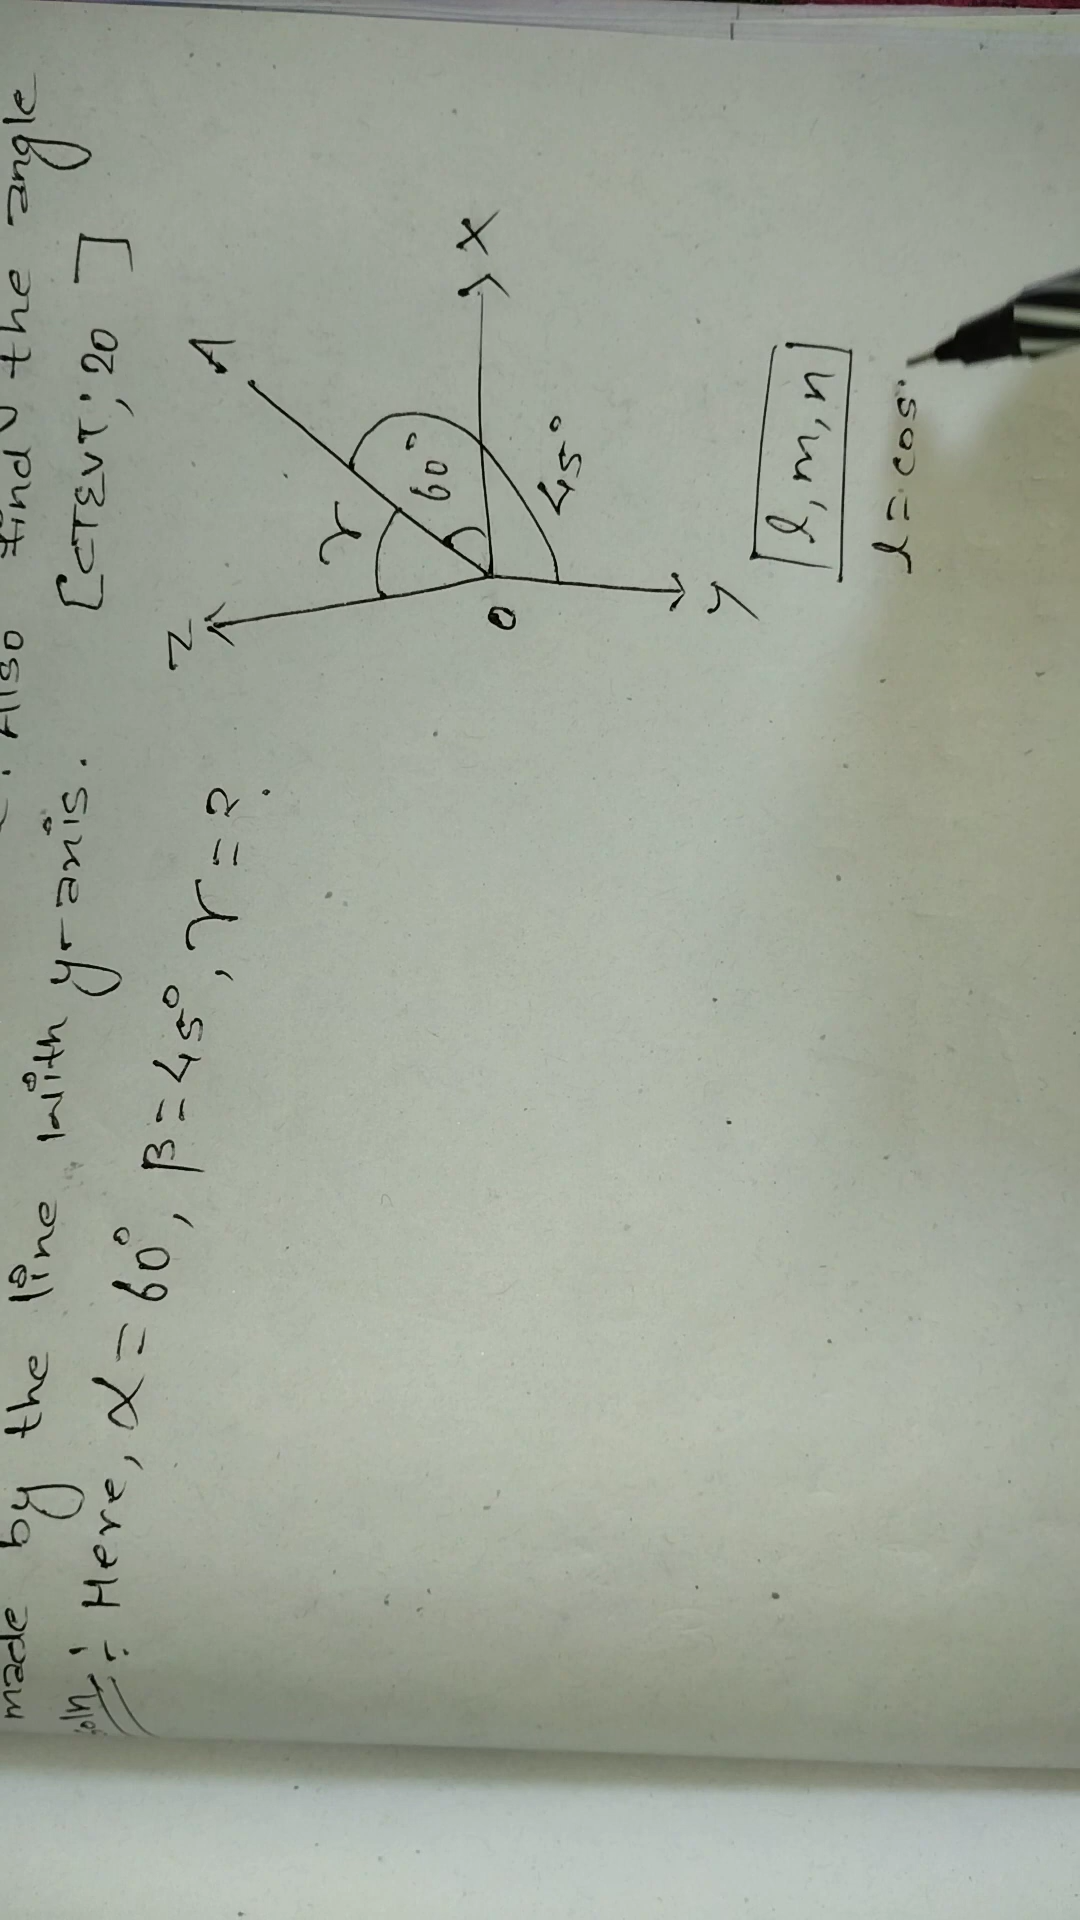 . Also find the angle
made by the line with y-axis. [CTEVT; 20 ]
soln: Here, α = 60°, β = 45°, γ = ?
Z
A
γ
60°
O
X
45°
Y
l, m, n
l = cos